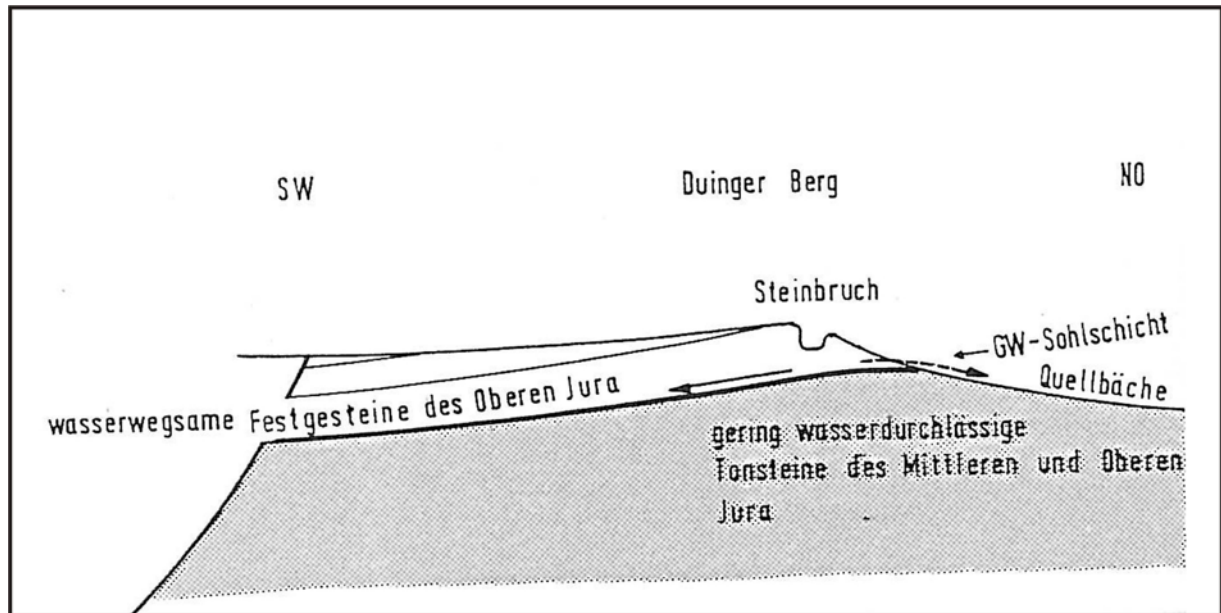 SW
Duinger Berg
NO
Steinbruch
GW-Sohlschicht
Quellbäche
wasserwegsame Festgesteine des Oberen Jura
gering wasserdurchlässige
Tonsteine des Mittleren und Oberen
Jura